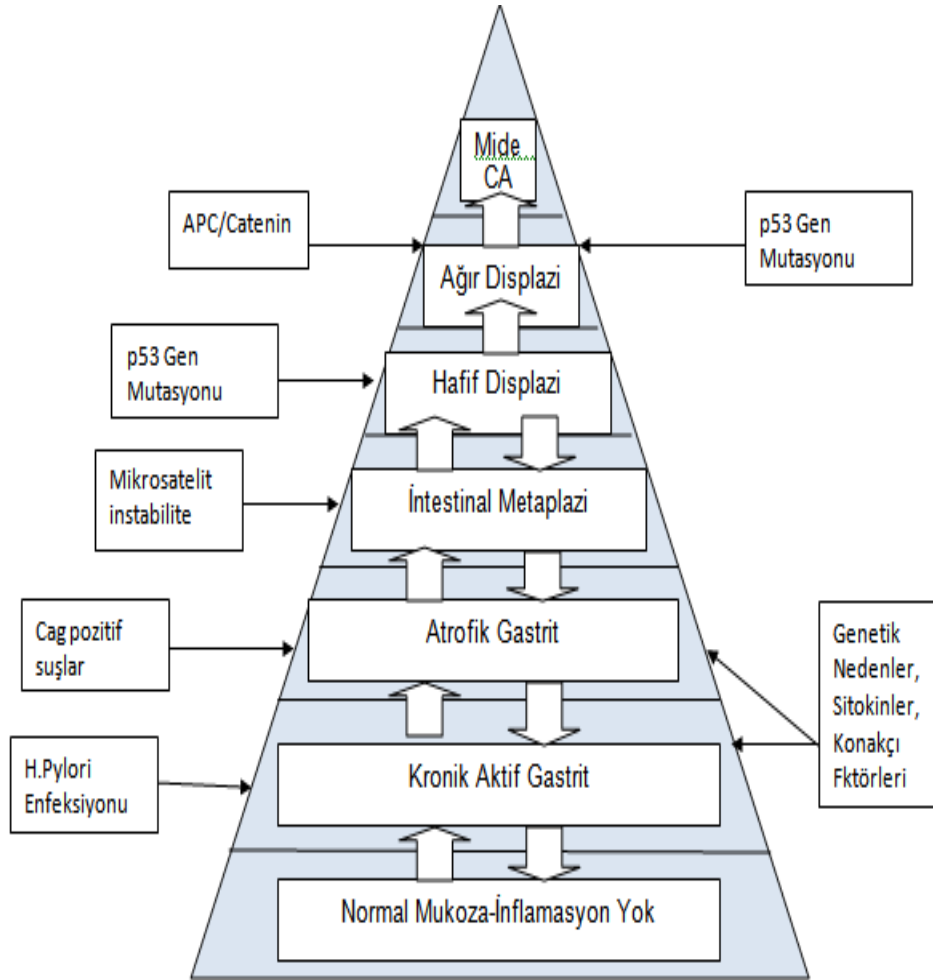 Mide
CA
APC/Catenin
p53 Gen
Mutasyonu
Ağır Displazi
p53 Gen
Mutasyonu
Hafif Displazi
Mikrosatelit
instabilite
İntestinal Metaplazi
Cag pozitif
suşlar
Atrofik Gastrit
Genetik
Nedenler,
Sitokinler,
Konakçı
Fktörleri
H.Pylori
Enfeksiyonu
Kronik Aktif Gastrit
Normal Mukoza-İnflamasyon Yok